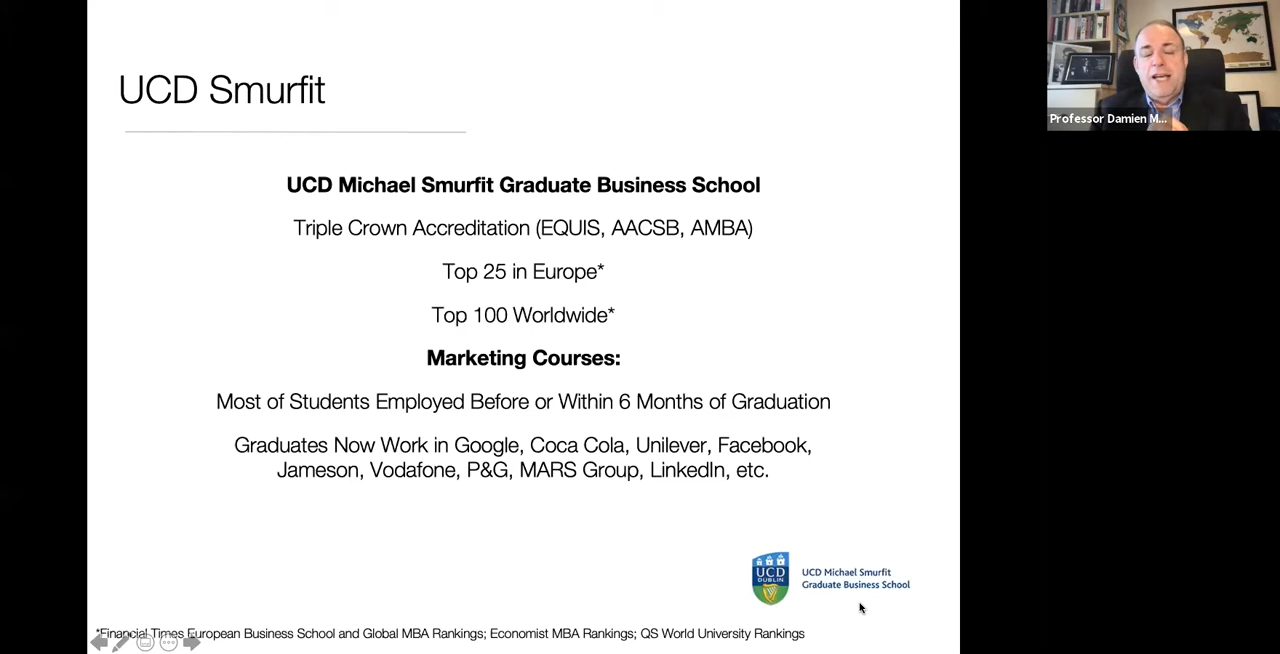 UCD Smurfit
Professor Damien M...
UCD Michael Smurfit Graduate Business School
Triple Crown Accreditation (EQUIS, AACSB, AMBA)
Top 25 in Europe*
Top 100 Worldwide*
Marketing Courses:
Most of Students Employed Before or Within 6 Months of Graduation
Graduates Now Work in Google, Coca Cola, Unilever, Facebook,
Jameson, Vodafone, P&G, MARS Group, LinkedIn, etc.
UCD
DUBLIN
UCD Michael Smurfit
Graduate Business School
*Financial Times European Business School and Global MBA Rankings; Economist MBA Rankings; QS World University Rankings